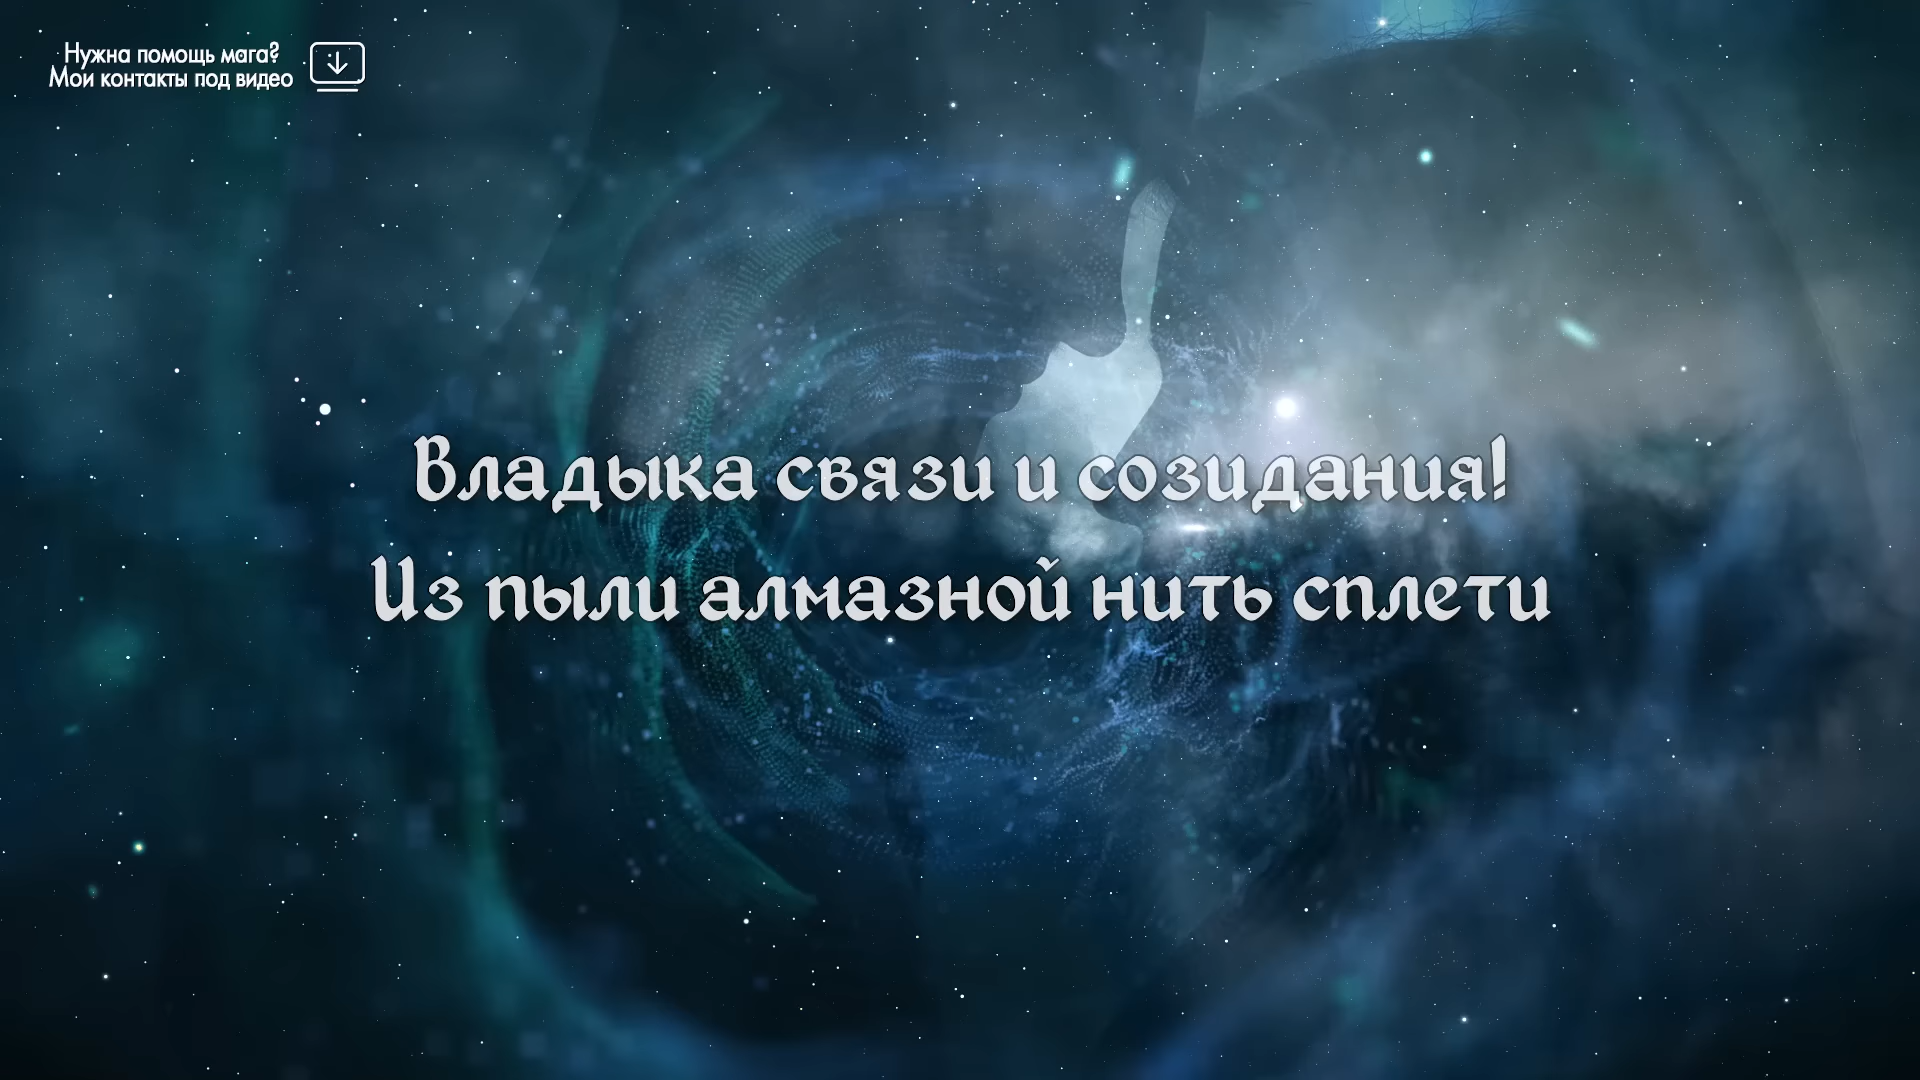 Нужна помощь мага?
Мои контакты под видео
Владыка связи и созидания!
Из пыли алмазной нить сплети